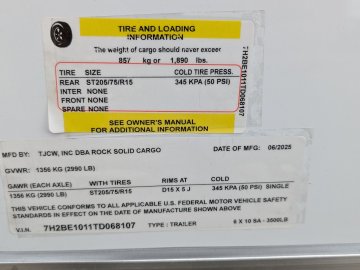 TIRE AND LOADING
INFORMATION
The weight of cargo should never exceer
857 kg or 1,890 lbs.
TIRE SIZE COLD TIRE PRESS.
REAR ST205/75/R15 345 KPA (50 PSI)
INTER NONE
FRONT NONE
SPARE NONE
SEE OWNER'S MANUAL
FOR ADDITIONAL INFORMATION
7H2BE1011TD068107
MFD BY: TJCW, INC DBA ROCK SOLID CARGO DATE OF MFG: 06/2025
GVWR: 1356 KG (2990 LB)
GAWR (EACH AXLE) WITH TIRES RIMS AT COLD
1356 KG (2990 LB) ST205/75/R15 D15 X 5 J 345 KPA (50 PSI) SINGLE
THIS VEHICLE CONFORMS TO ALL APPLICABLE U.S. FEDERAL MOTOR VEHICLE SAFETY
STANDARDS IN EFFECT ON DATE OF MANUFACTURE SHOWN ABOVE
V.I.N. 7H2BE1011TD068107 TYPE : TRAILER 6 X 10 SA - 3500LB